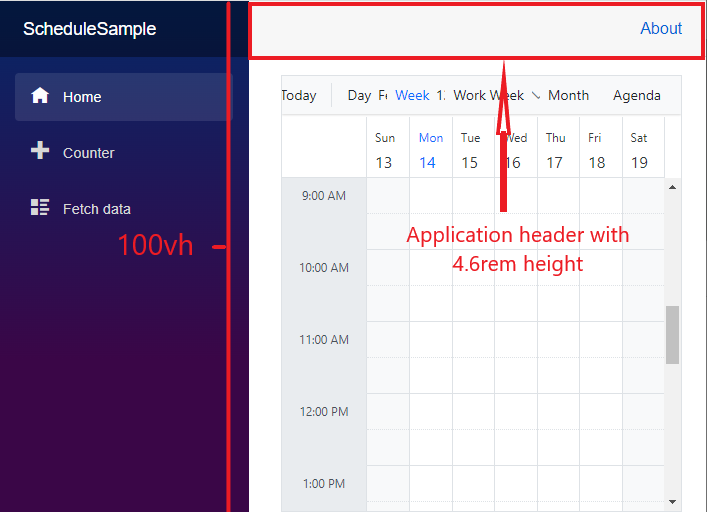 ScheduleSample
About
Home
Counter
Fetch data
100vh
Today Day Week Work Week Month Agenda
Sun Mon Tue Wed Thu Fri Sat
13 14 15 16 17 18 19
9:00 AM
Application header with
4.6rem height
10:00 AM
11:00 AM
12:00 PM
1:00 PM